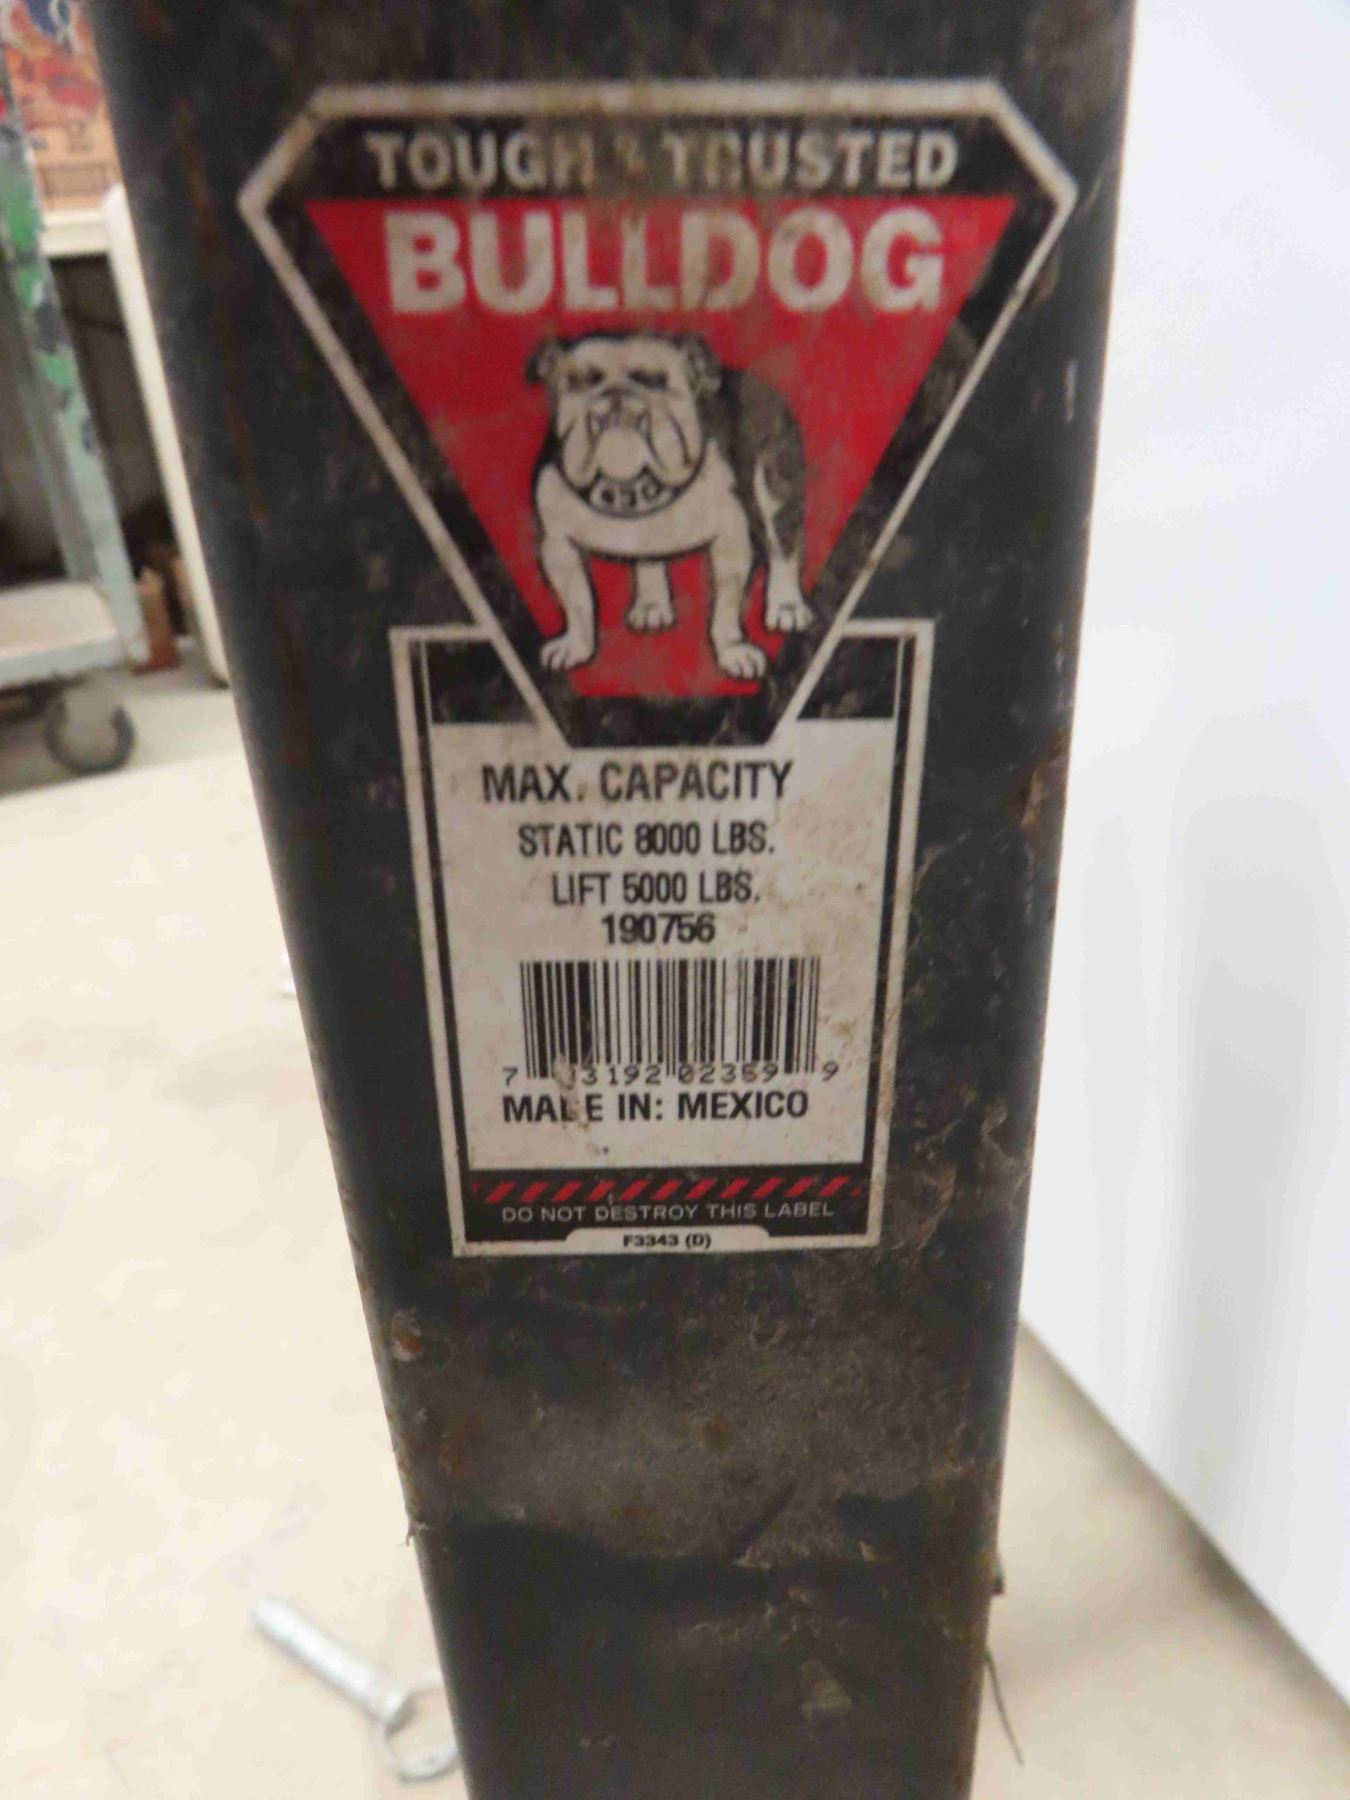 TOUGH & TRUSTED
BULLDOG
MAX. CAPACITY
STATIC 8000 LBS.
LIFT 5000 LBS.
190756
MADE IN: MEXICO
DO NOT DESTROY THIS LABEL
F3343 (D)